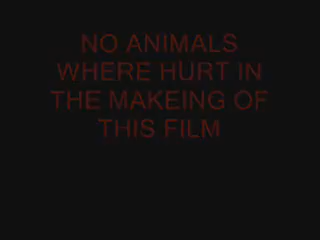 NO ANIMALS
WHERE HURT IN
THE MAKEING OF
THIS FILM